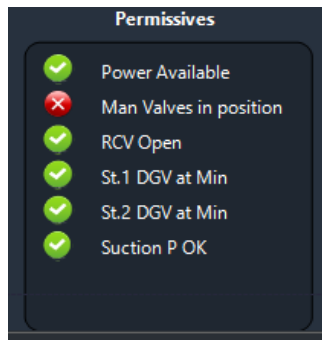 Permissives
Power Available
Man Valves in position
RCV Open
St.1 DGV at Min
St.2 DGV at Min
Suction P OK